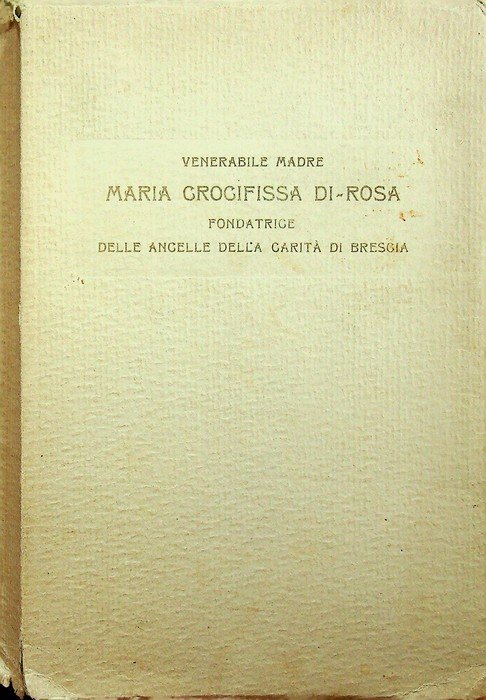 VENERABILE MADRE
MARIA CROCIFISSA DI-ROSA
FONDATRICE
DELLE ANCELLE DELLA CARITÀ DI BRESCIA